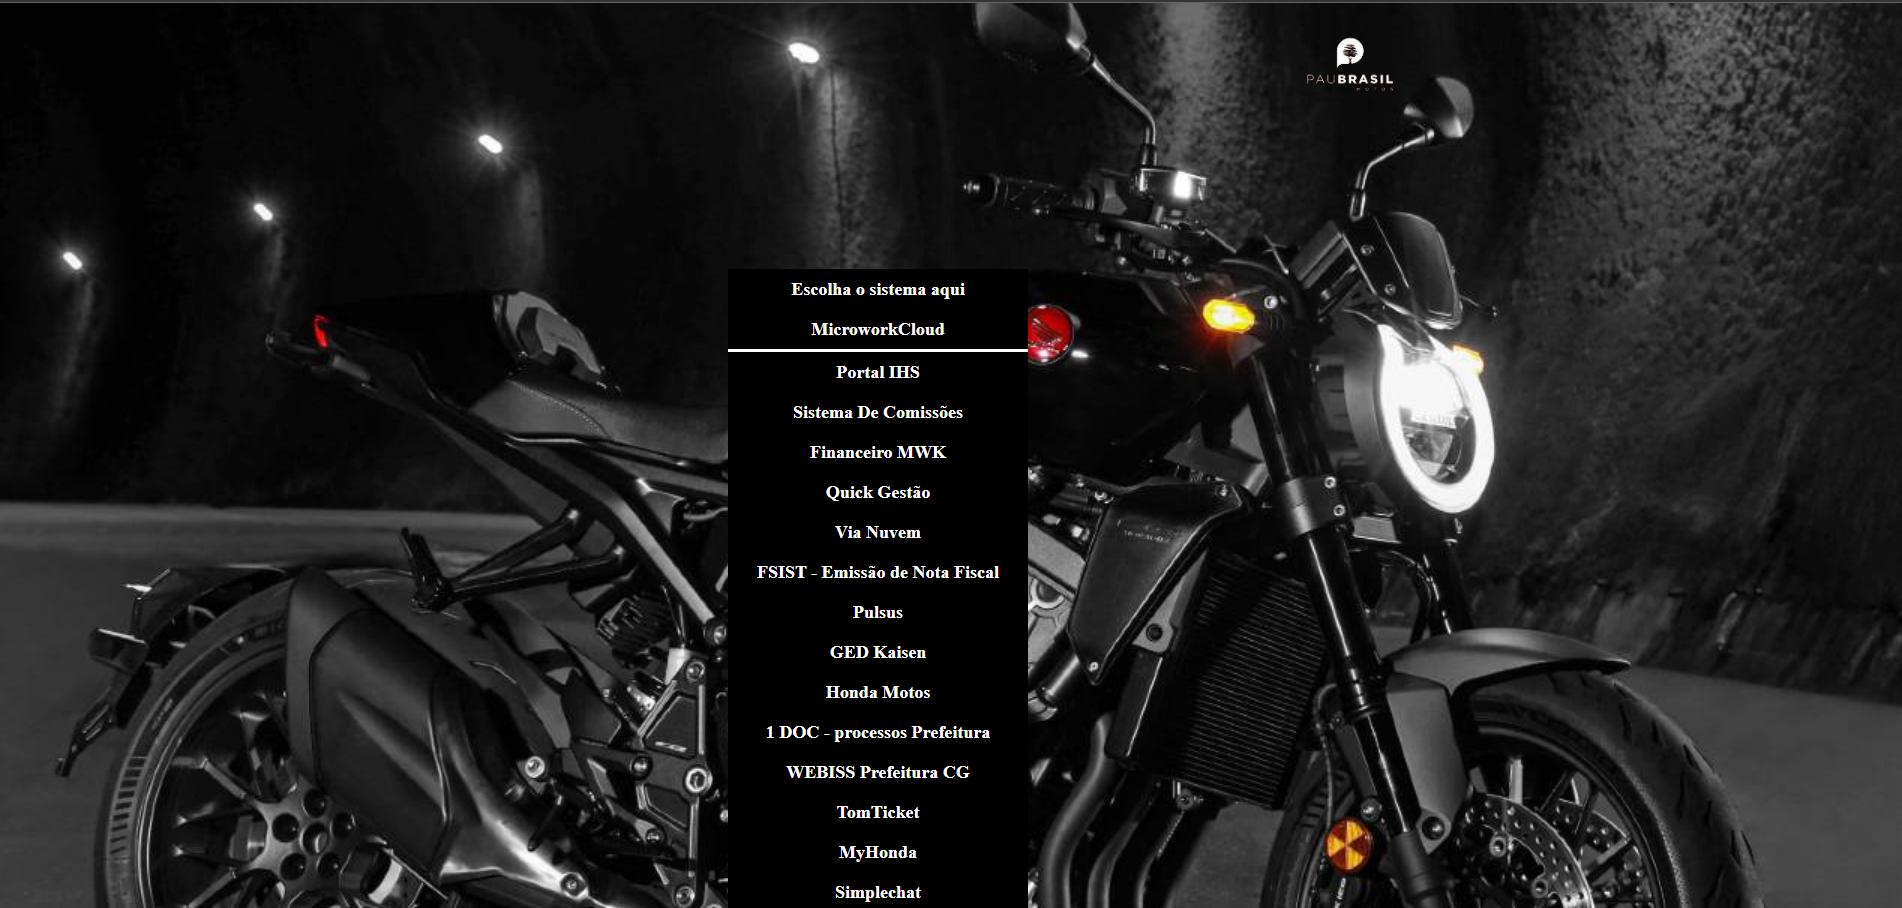 PAUBRASIL
MOTOS
Escolha o sistema aqui
MicroworkCloud
Portal IHS
Sistema De Comissões
Financeiro MWK
Quick Gestão
Via Nuvem
FSIST - Emissão de Nota Fiscal
Pulsus
GED Kaisen
Honda Motos
1 DOC - processos Prefeitura
WEBISS Prefeitura CG
TomTicket
MyHonda
Simplechat